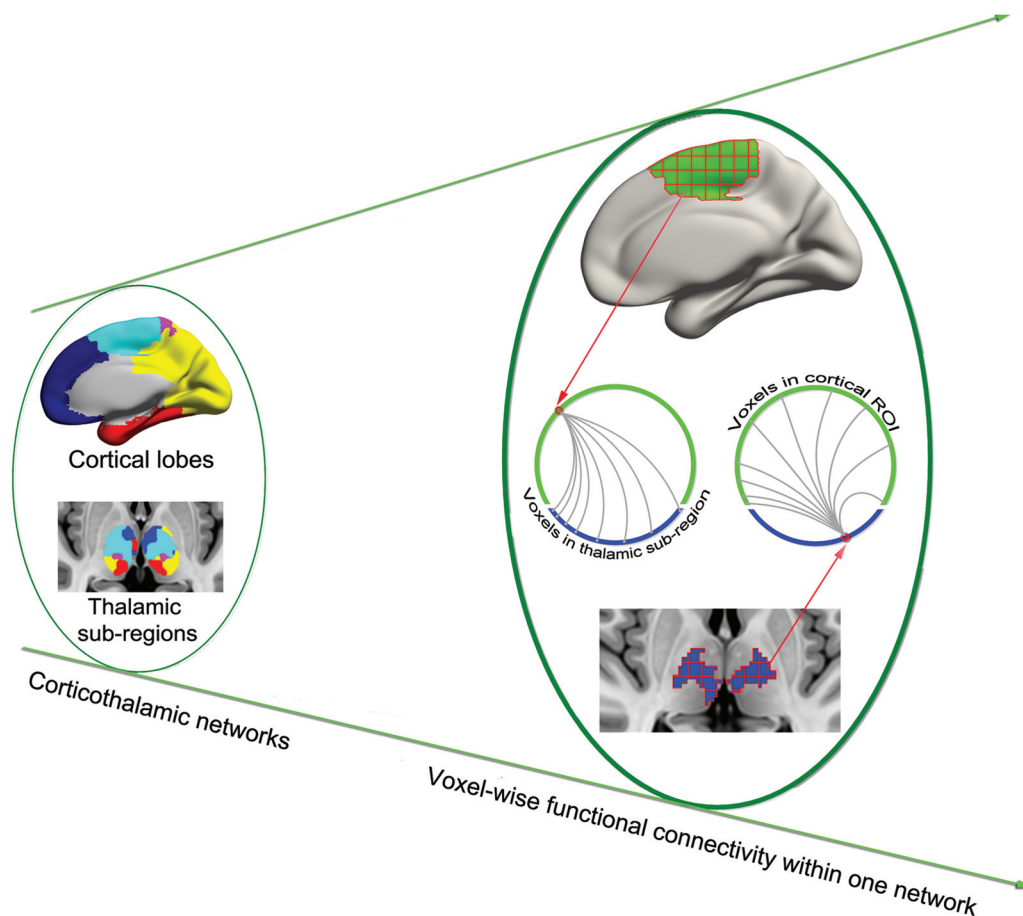 Cortical lobes
Thalamic
sub-regions
Corticothalamic networks
Voxels in thalamic sub-region
Voxels in cortical ROI
Voxel-wise functional connectivity within one network